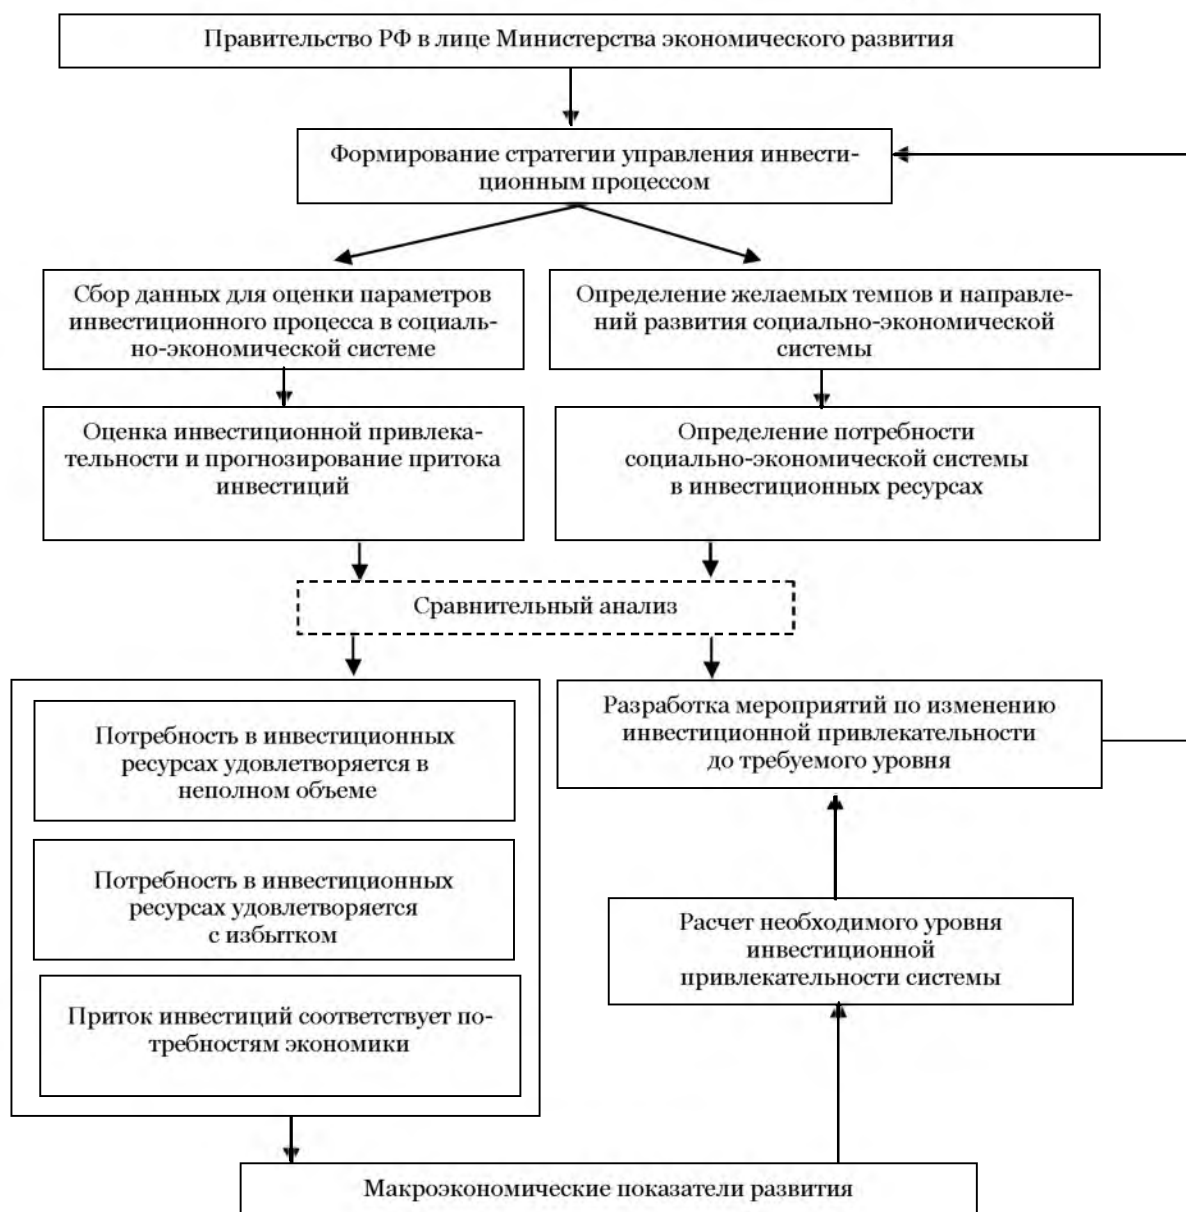 Правительство РФ в лице Министерства экономического развития
Формирование стратегии управления инвести-
ционным процессом
Сбор данных для оценки параметров
инвестиционного процесса в социаль-
но-экономической системе
Определение желаемых темпов и направле-
ний развития социально-экономической
системы
Оценка инвестиционной привлека-
тельности и прогнозирование притока
инвестиций
Определение потребности
социально-экономической системы
в инвестиционных ресурсах
Сравнительный анализ
Потребность в инвестиционных
ресурсах удовлетворяется в
неполном объеме
Потребность в инвестиционных
ресурсах удовлетворяется
с избытком
Приток инвестиций соответствует по-
требностям экономики
Разработка мероприятий по изменению
инвестиционной привлекательности
до требуемого уровня
Расчет необходимого уровня
инвестиционной
привлекательности системы
Макроэкономические показатели развития